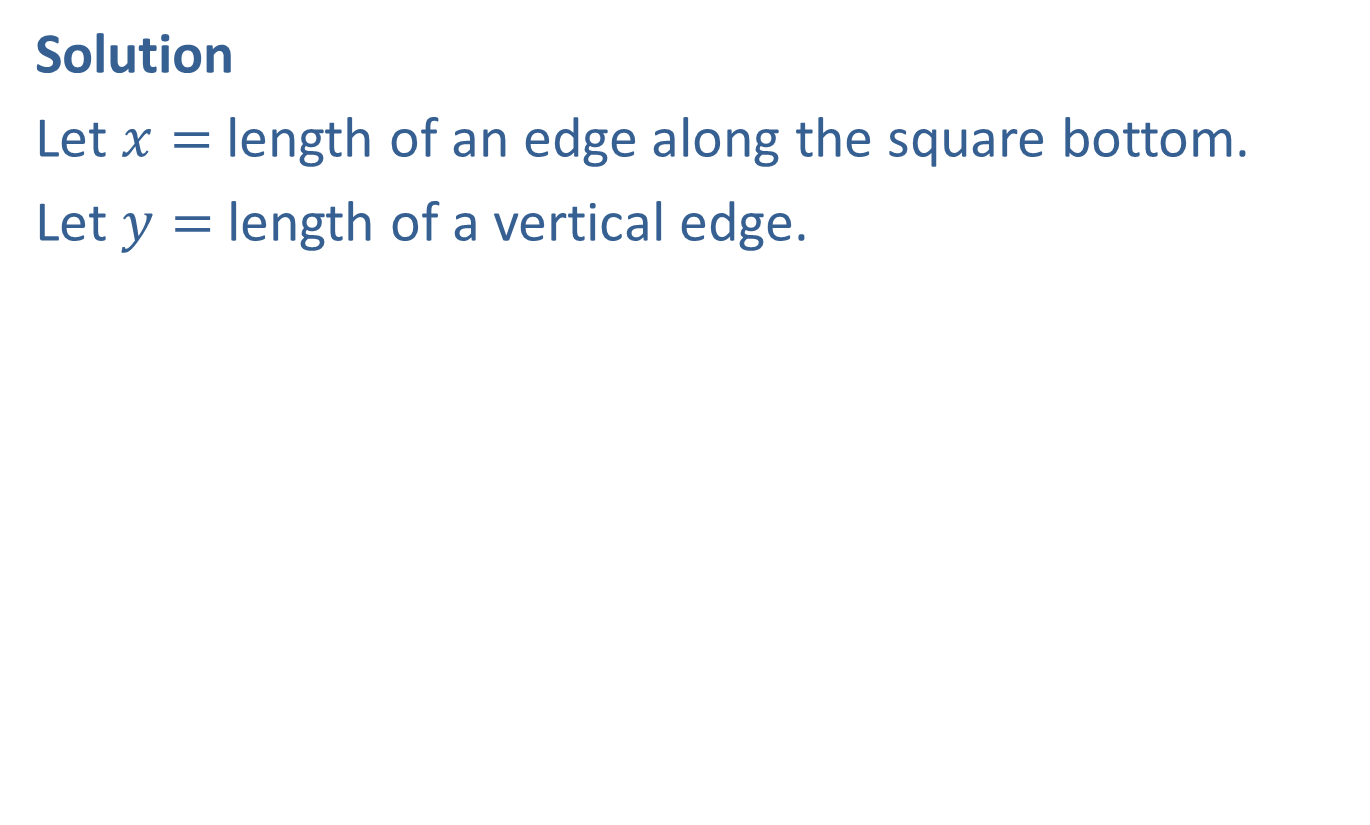 Solution
Let 𝑥 = length of an edge along the square bottom.
Let 𝑦 = length of a vertical edge.